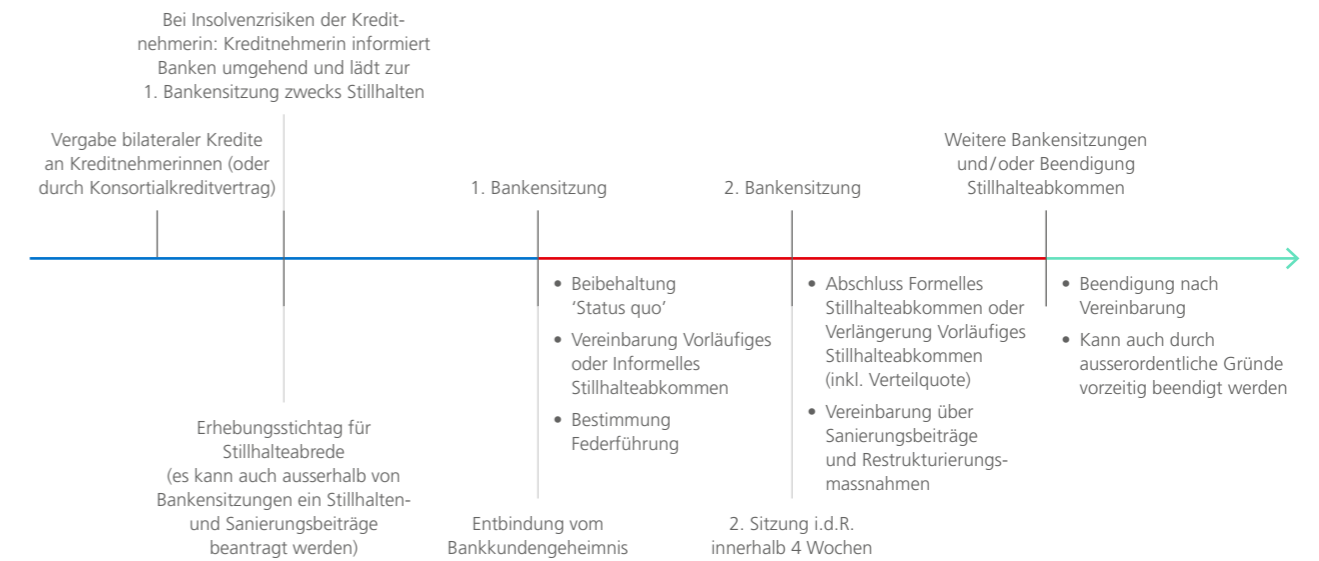 Bei Insolvenzrisiken der Kredit-
nehmerin: Kreditnehmerin informiert
Banken umgehend und lädt zur
1. Bankensitzung zwecks Stillhalten
Vergabe bilateraler Kredite
an Kreditnehmerinnen (oder
durch Konsortialkreditvertrag)
1. Bankensitzung
2. Bankensitzung
Weitere Bankensitzungen
und/oder Beendigung
Stillhalteabkommen
Erhebungsstichtag für
Stillhalteabrede
(es kann auch ausserhalb von
Bankensitzungen ein Stillhalten-
und Sanierungsbeiträge
beantragt werden)
• Beibehaltung
‘Status quo’
• Vereinbarung Vorläufiges
oder Informelles
Stillhalteabkommen
• Bestimmung
Federführung
Entbindung vom
Bankkundengeheimnis
• Abschluss Formelles
Stillhalteabkommen oder
Verlängerung Vorläufiges
Stillhalteabkommen
(inkl. Verteilquote)
• Vereinbarung über
Sanierungsbeiträge
und Restrukturierungs-
massnahmen
2. Sitzung i.d.R.
innerhalb 4 Wochen
• Beendigung nach
Vereinbarung
• Kann auch durch
ausserordentliche Gründe
vorzeitig beendigt werden